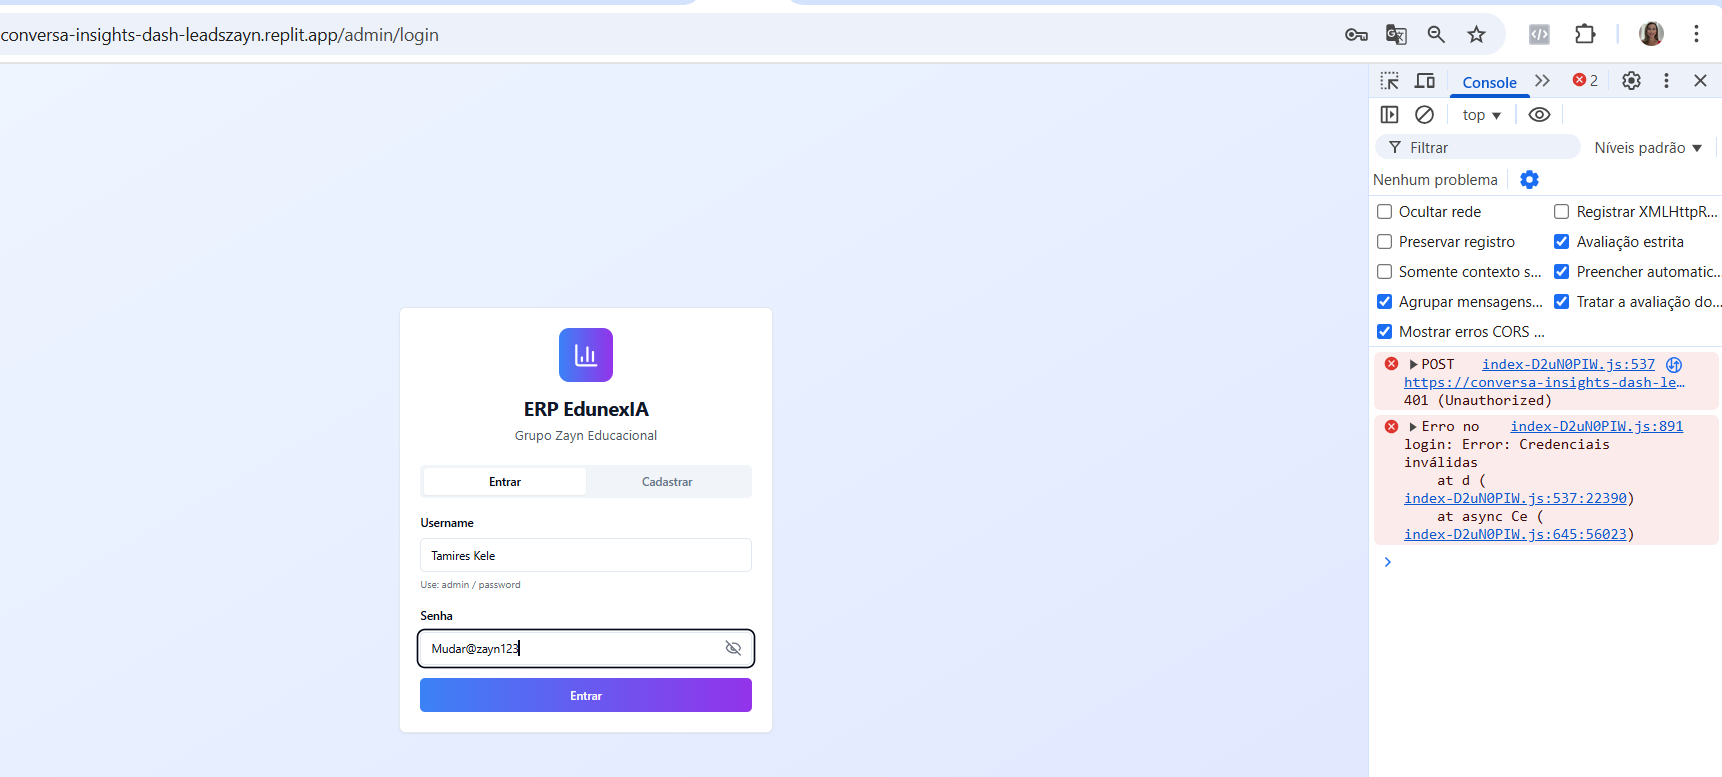 conversa-insights-dash-leadszayn.replit.app/admin/login
Console
2
top
Filtrar
Níveis padrão
Nenhum problema
Ocultar rede
Registrar XMLHttpR...
Preservar registro
Avaliação estrita
Somente contexto s...
Preencher automatic...
Agrupar mensagens...
Tratar a avaliação do...
Mostrar erros CORS ...
POST index-D2uN0PIW.js:537
https://conversa-insights-dash-le…
401 (Unauthorized)
Erro no index-D2uN0PIW.js:891
login: Error: Credenciais
inválidas
at d (
index-D2uN0PIW.js:537:22390)
at async Ce (
index-D2uN0PIW.js:645:56023)
ERP EdunexIA
Grupo Zayn Educacional
Entrar
Cadastrar
Username
Tamires Kele
Use: admin / password
Senha
Mudar@zayn123
Entrar